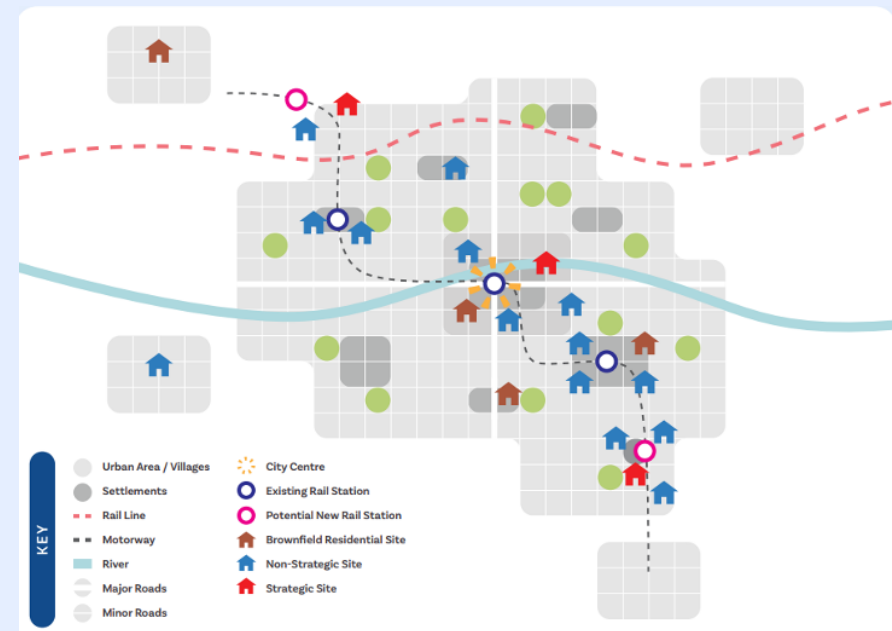 KEY
Urban Area / Villages
Settlements
Rail Line
Motorway
River
Major Roads
Minor Roads
City Centre
Existing Rail Station
Potential New Rail Station
Brownfield Residential Site
Non-Strategic Site
Strategic Site